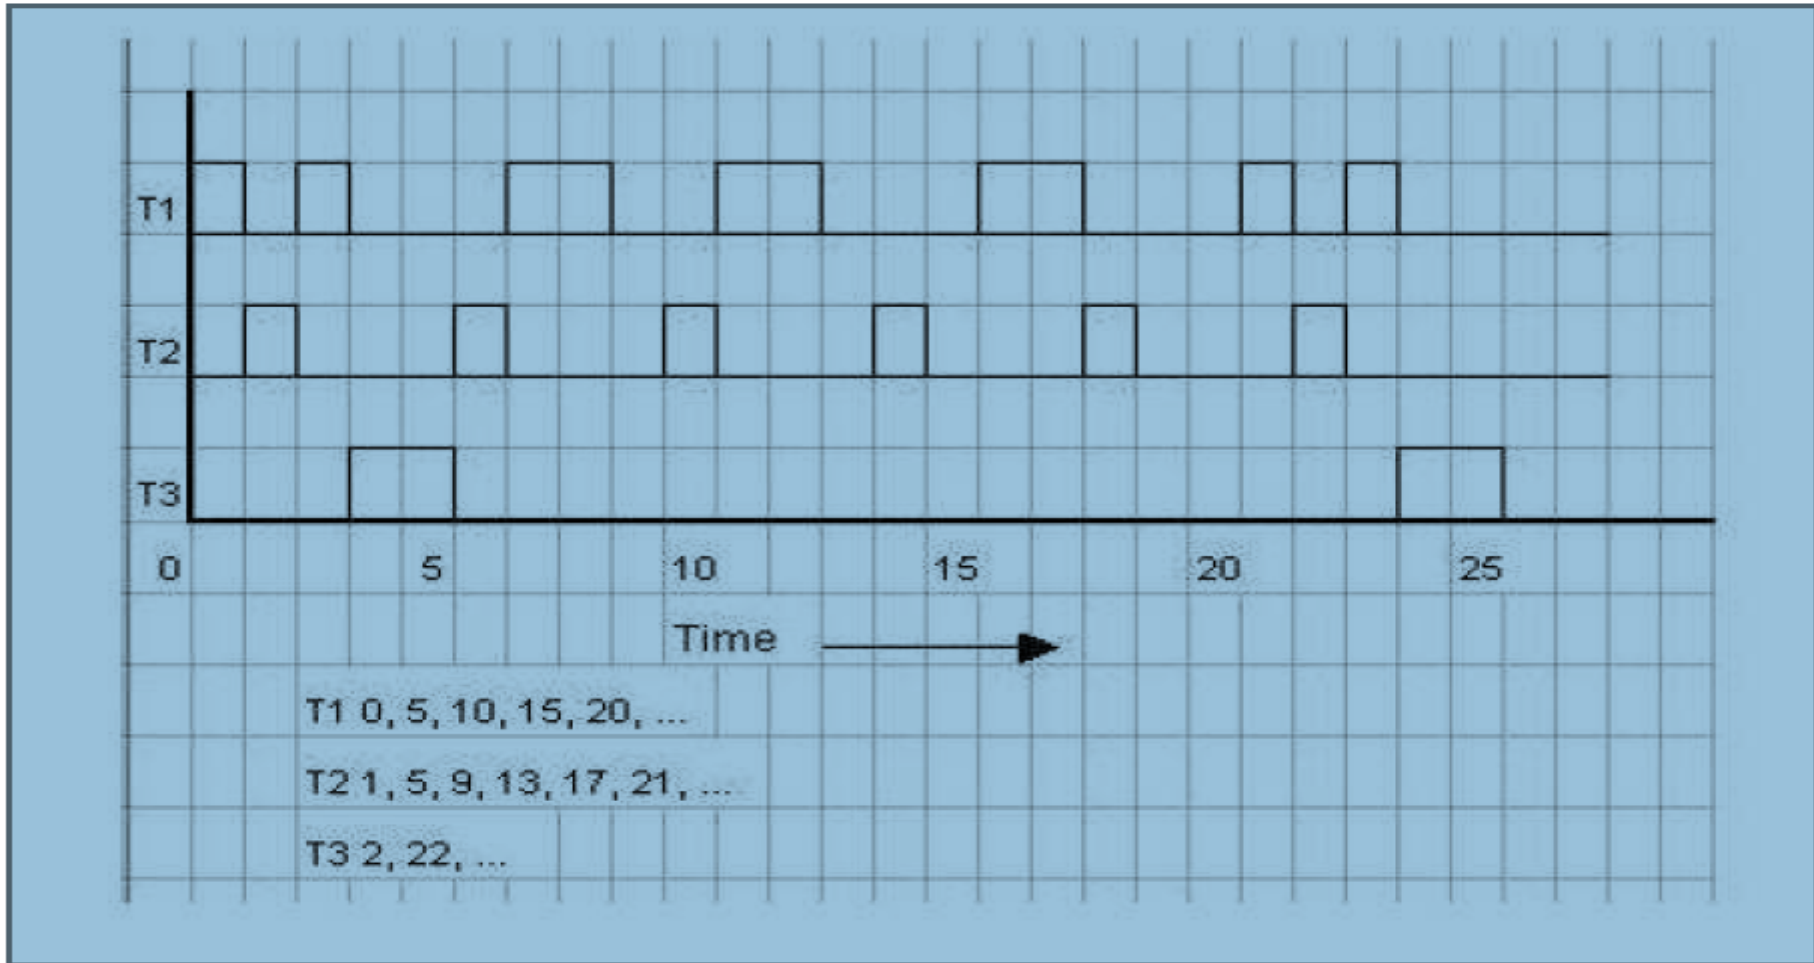 T1
T2
T3
0 5 10 15 20 25
Time
T1 0, 5, 10, 15, 20, ...
T2 1, 5, 9, 13, 17, 21, ...
T3 2, 22, ...